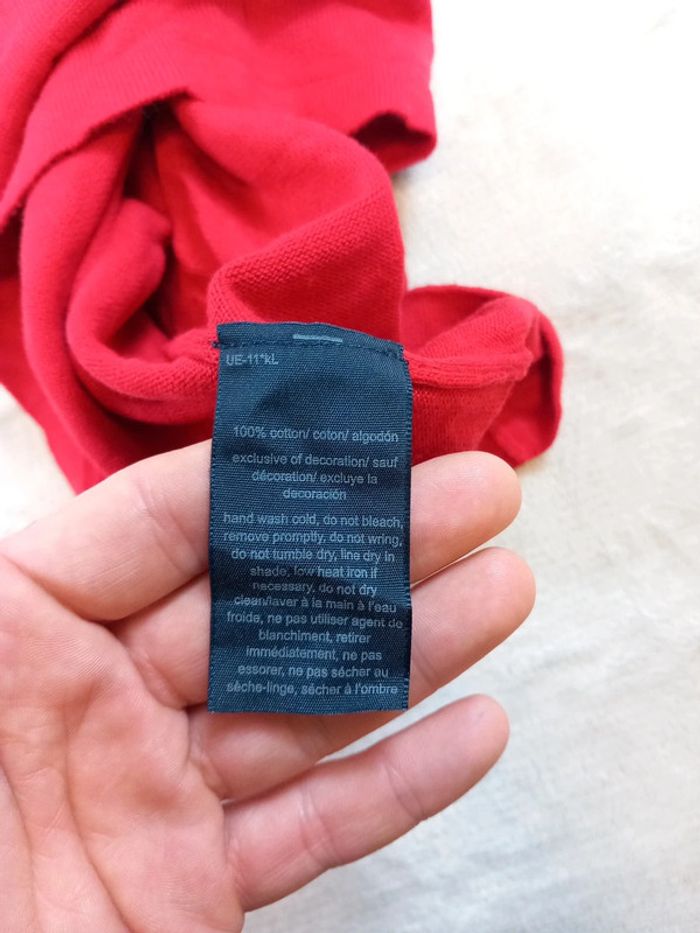 UE-11*kL
100% cotton/ coton/ algodón
exclusive of decoration/ sauf
décoration/ excluye la
decoración
hand wash cold, do not bleach,
remove promptly, do not wring,
do not tumble dry, line dry in
shade, low heat iron if
necessary, do not dry
clean/laver à la main à l'eau
froide, ne pas utiliser agent de
blanchiment, retirer
immédiatement, ne pas
essorer, ne pas sécher au
sèche-linge, sécher à l'ombre